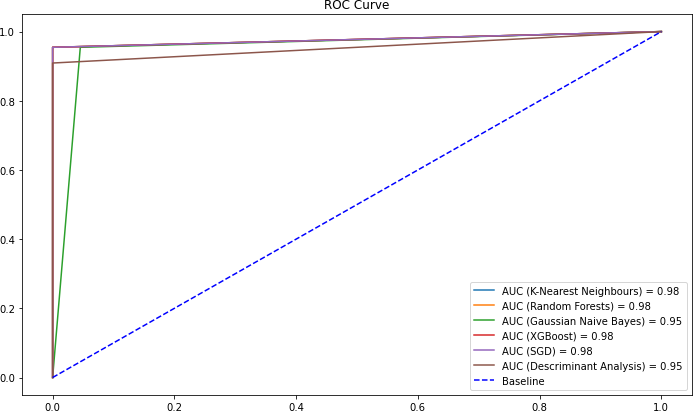 ROC Curve
1.0
0.8
0.6
0.4
0.2
0.0
AUC (K-Nearest Neighbours) = 0.98
AUC (Random Forests) = 0.98
AUC (Gaussian Naive Bayes) = 0.95
AUC (XGBoost) = 0.98
AUC (SGD) = 0.98
AUC (Descriminant Analysis) = 0.95
Baseline
0.0 0.2 0.4 0.6 0.8 1.0